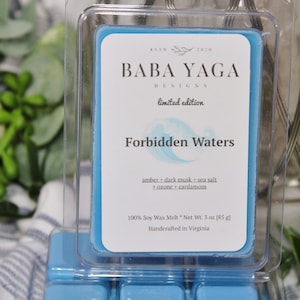 ESTD 2020
BABA YAGA
DESIGNS
limited edition
Forbidden Waters
amber + dark musk + sea salt
+ ozone + cardamom
100% Soy Wax Melt * Net Wt. 3 oz (85 g)
Handcrafted in Virginia